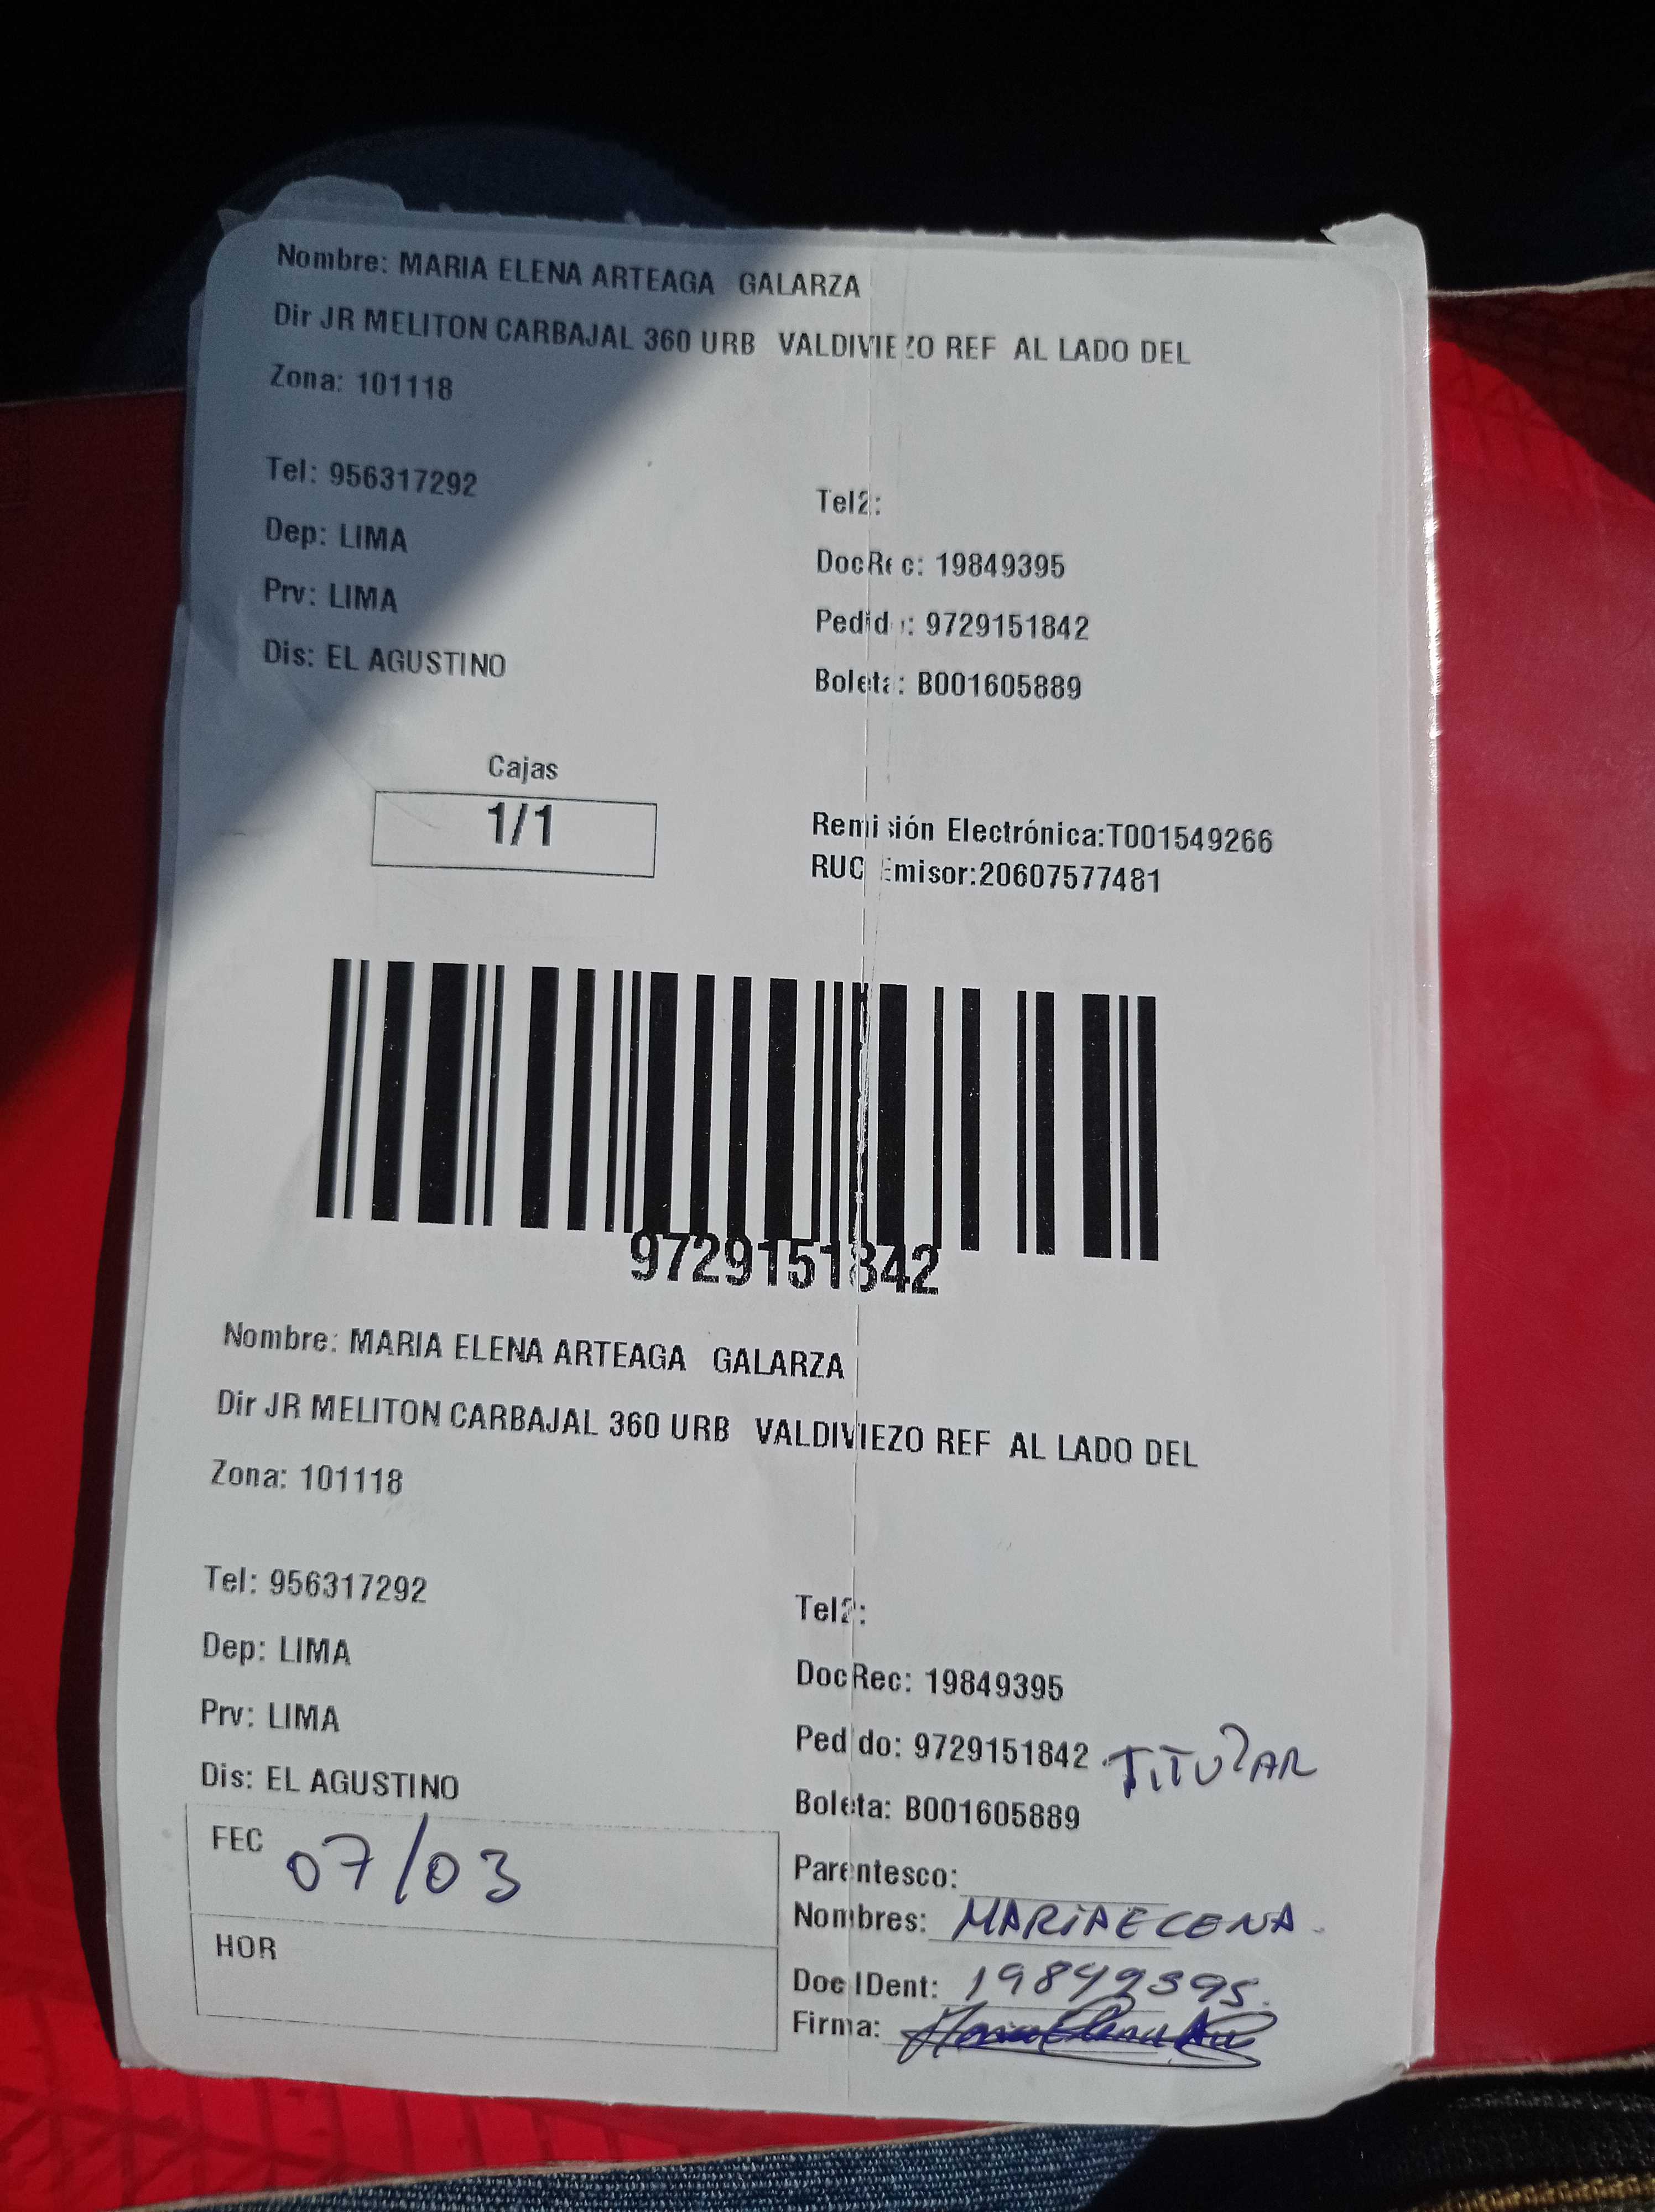 Nombre: MARIA ELENA ARTEAGA GALARZA
Dir JR MELITON CARBAJAL 360 URB VALDIVIEZO REF AL LADO DEL
Zona: 101118
Tel: 956317292
Tel2:
Dep: LIMA
DocRec: 19849395
Prv: LIMA
Pedido: 9729151842
Dis: EL AGUSTINO
Boleta: B001605889
Cajas
1/1
Remisión Electrónica:T001549266
RUC Emisor:20607577481
9729151842
Nombre: MARIA ELENA ARTEAGA GALARZA
Dir JR MELITON CARBAJAL 360 URB VALDIVIEZO REF AL LADO DEL
Zona: 101118
Tel: 956317292
Tel2:
Dep: LIMA
DocRec: 19849395
Prv: LIMA
Pedido: 9729151842 TITULAR
Dis: EL AGUSTINO
Boleta: B001605889
FEC 07/03
Parentesco:
Nombres: MARIA ELENA
HOR
Doc IDent: 19849395
Firma: Maria Elena